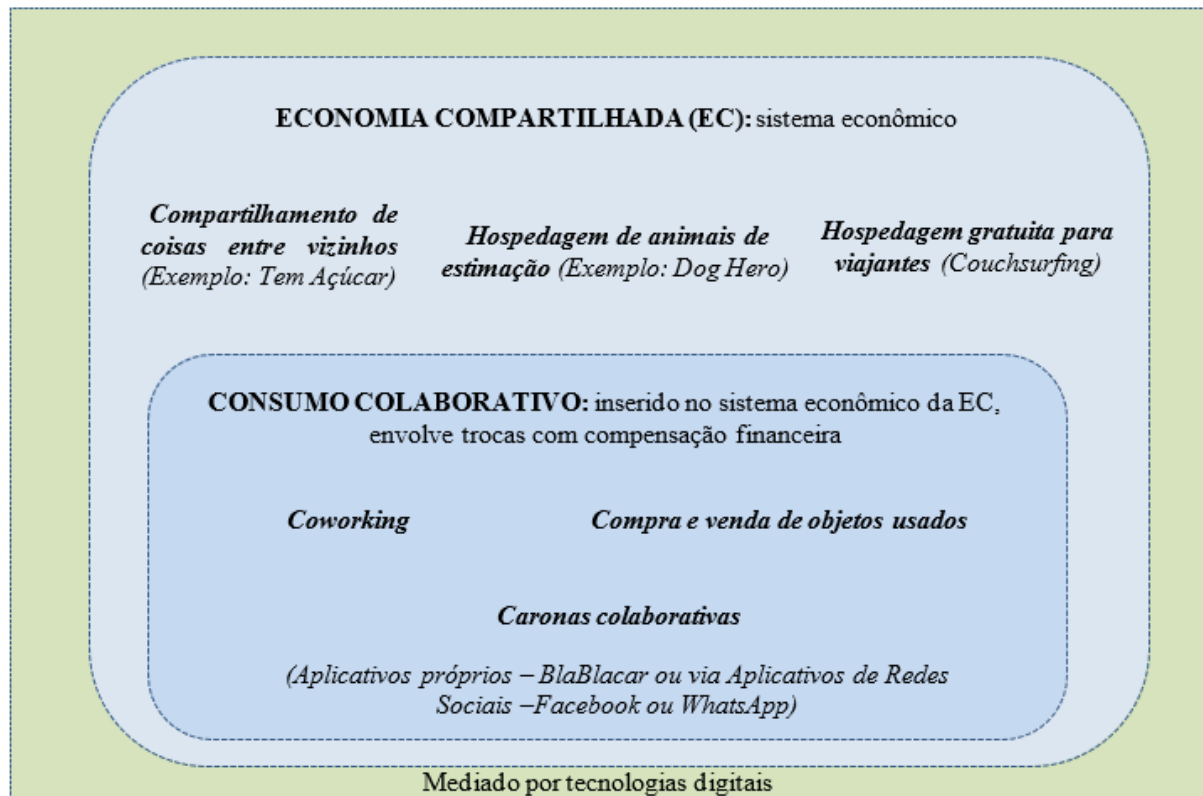 ECONOMIA COMPARTILHADA (EC): sistema econômico
Compartilhamento de
coisas entre vizinhos
(Exemplo: Tem Açúcar)
Hospedagem de animais de
estimação (Exemplo: Dog Hero)
Hospedagem gratuita para
viajantes (Couchsurfing)
CONSUMO COLABORATIVO: inserido no sistema econômico da EC,
envolve trocas com compensação financeira
Coworking
Compra e venda de objetos usados
Caronas colaborativas
(Aplicativos próprios – BlaBlacar ou via Aplicativos de Redes
Sociais –Facebook ou WhatsApp)
Mediado por tecnologias digitais